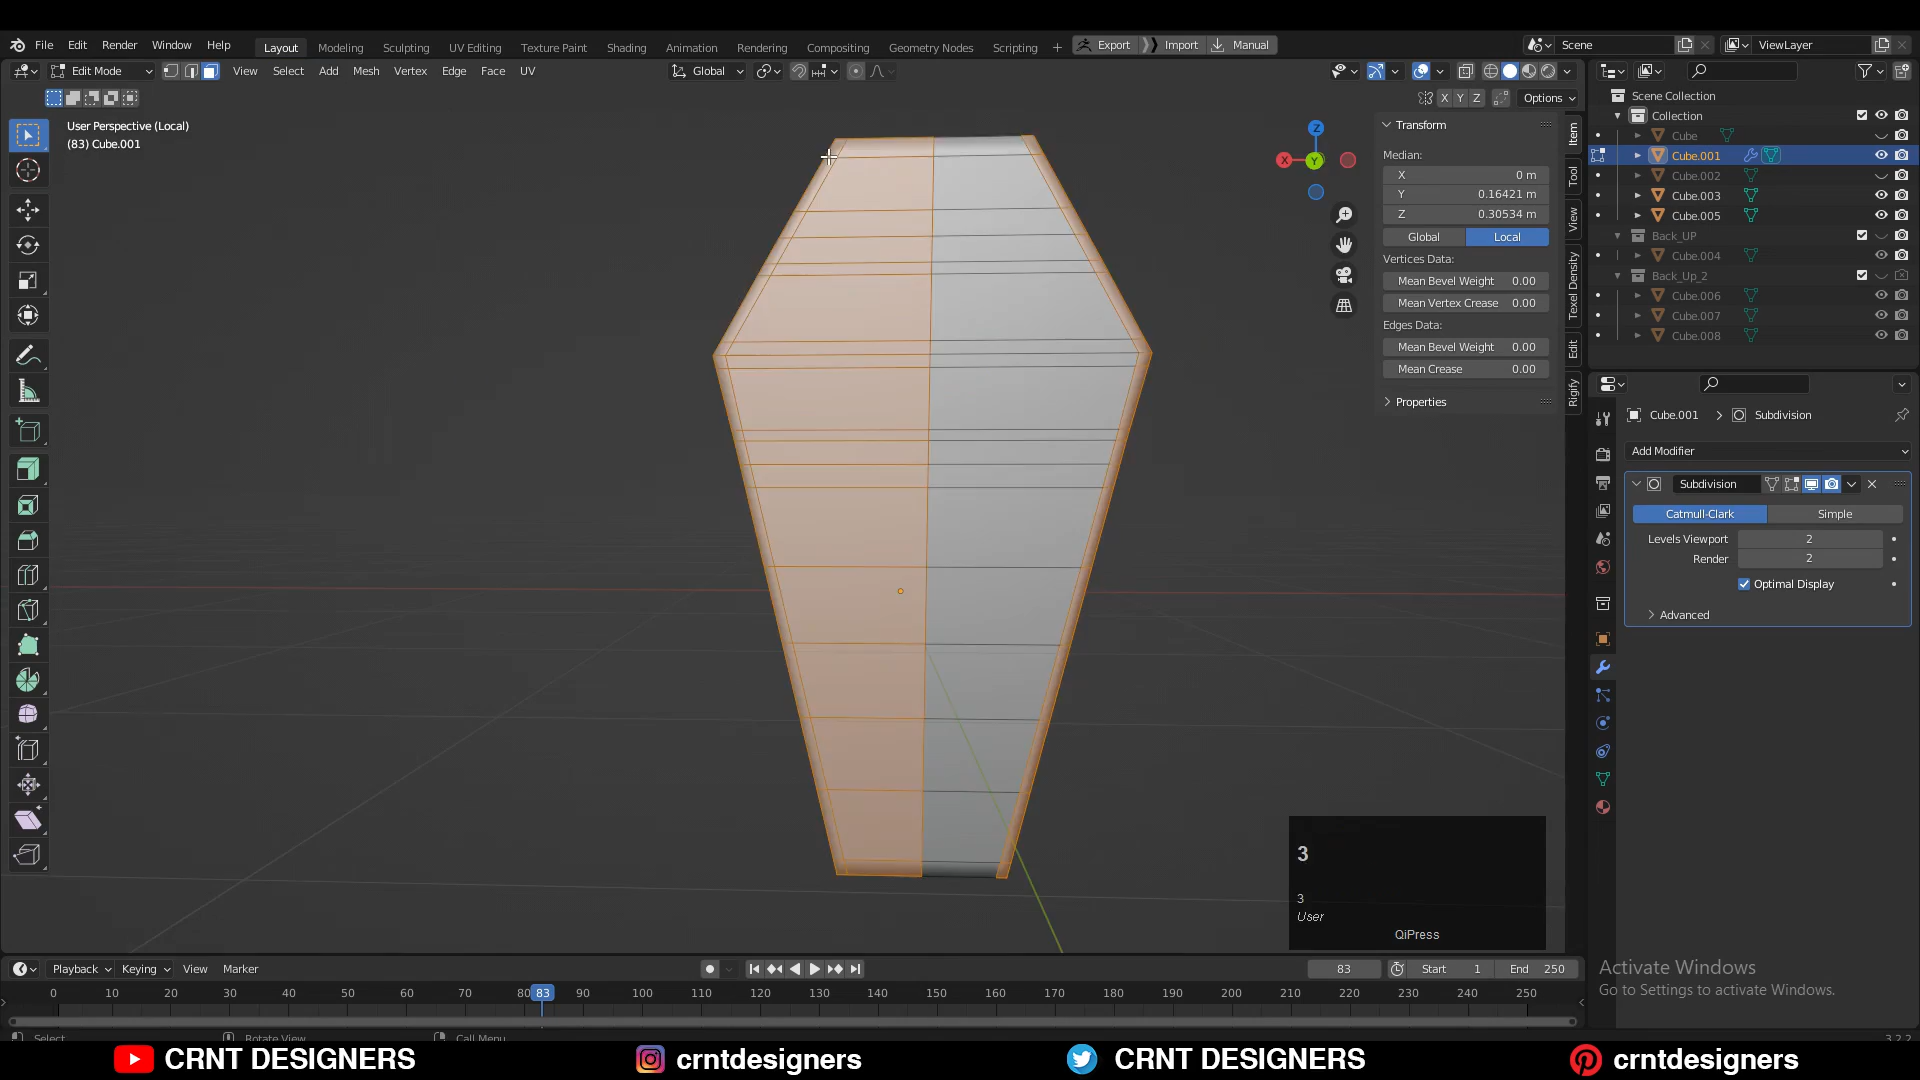 File Edit Render Window Help Layout Modeling Sculpting UV Editing Texture Paint Shading Animation Rendering Compositing Geometry Nodes Scripting + Export Import Manual Scene ViewLayer
Edit Mode View Select Add Mesh Vertex Edge Face UV Global
X Y Z Options
User Perspective (Local)
(83) Cube.001
Z
X
Y
Transform
Median:
X 0 m
Y 0.16421 m
Z 0.30534 m
Global Local
Vertices Data:
Mean Bevel Weight 0.00
Mean Vertex Crease 0.00
Edges Data:
Mean Bevel Weight 0.00
Mean Crease 0.00
Properties
Item
Tool
View
Texel Density
Edit
Rigify
Scene Collection
Collection
Cube
Cube.001
Cube.002
Cube.003
Cube.005
Back_UP
Cube.004
Back_Up_2
Cube.006
Cube.007
Cube.008
Cube.001 > Subdivision
Add Modifier
Subdivision
Catmull-Clark Simple
Levels Viewport 2
Render 2
Optimal Display
Advanced
3
3
User
QiPress
Playback Keying View Marker 83 Start 1 End 250
0 10 20 30 40 50 60 70 80 83 90 100 110 120 130 140 150 160 170 180 190 200 210 220 230 240 250
Activate Windows
Go to Settings to activate Windows.
Select Rotate View Call Menu 3.2.2
CRNT DESIGNERS crntdesigners CRNT DESIGNERS crntdesigners